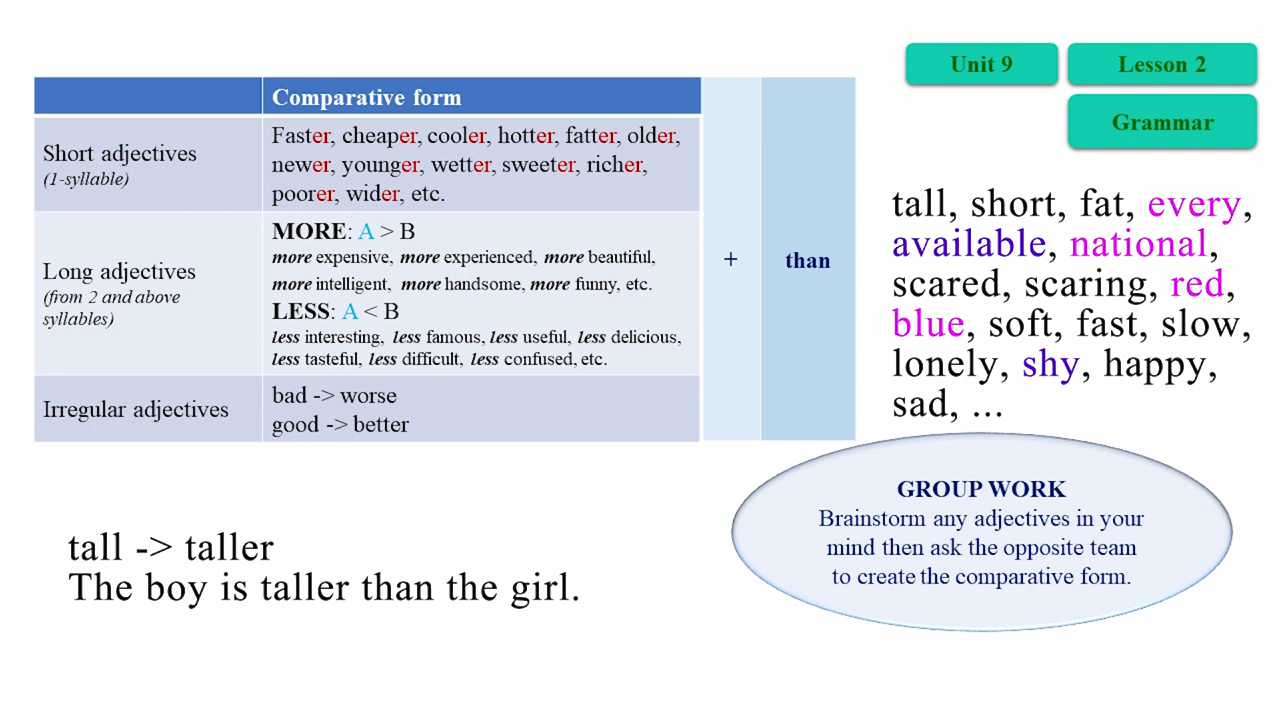 Unit 9
Lesson 2
Grammar
Comparative form
Short adjectives
(1-syllable)
Faster, cheaper, cooler, hotter, fatter, older,
newer, younger, wetter, sweeter, richer,
poorer, wider, etc.
Long adjectives
(from 2 and above
syllables)
MORE: A > B
more expensive, more experienced, more beautiful,
more intelligent, more handsome, more funny, etc.
LESS: A < B
less interesting, less famous, less useful, less delicious,
less tasteful, less difficult, less confused, etc.
Irregular adjectives
bad -> worse
good -> better
+
than
tall, short, fat, every,
available, national,
scared, scaring, red,
blue, soft, fast, slow,
lonely, shy, happy,
sad, ...
GROUP WORK
Brainstorm any adjectives in your
mind then ask the opposite team
to create the comparative form.
tall -> taller
The boy is taller than the girl.